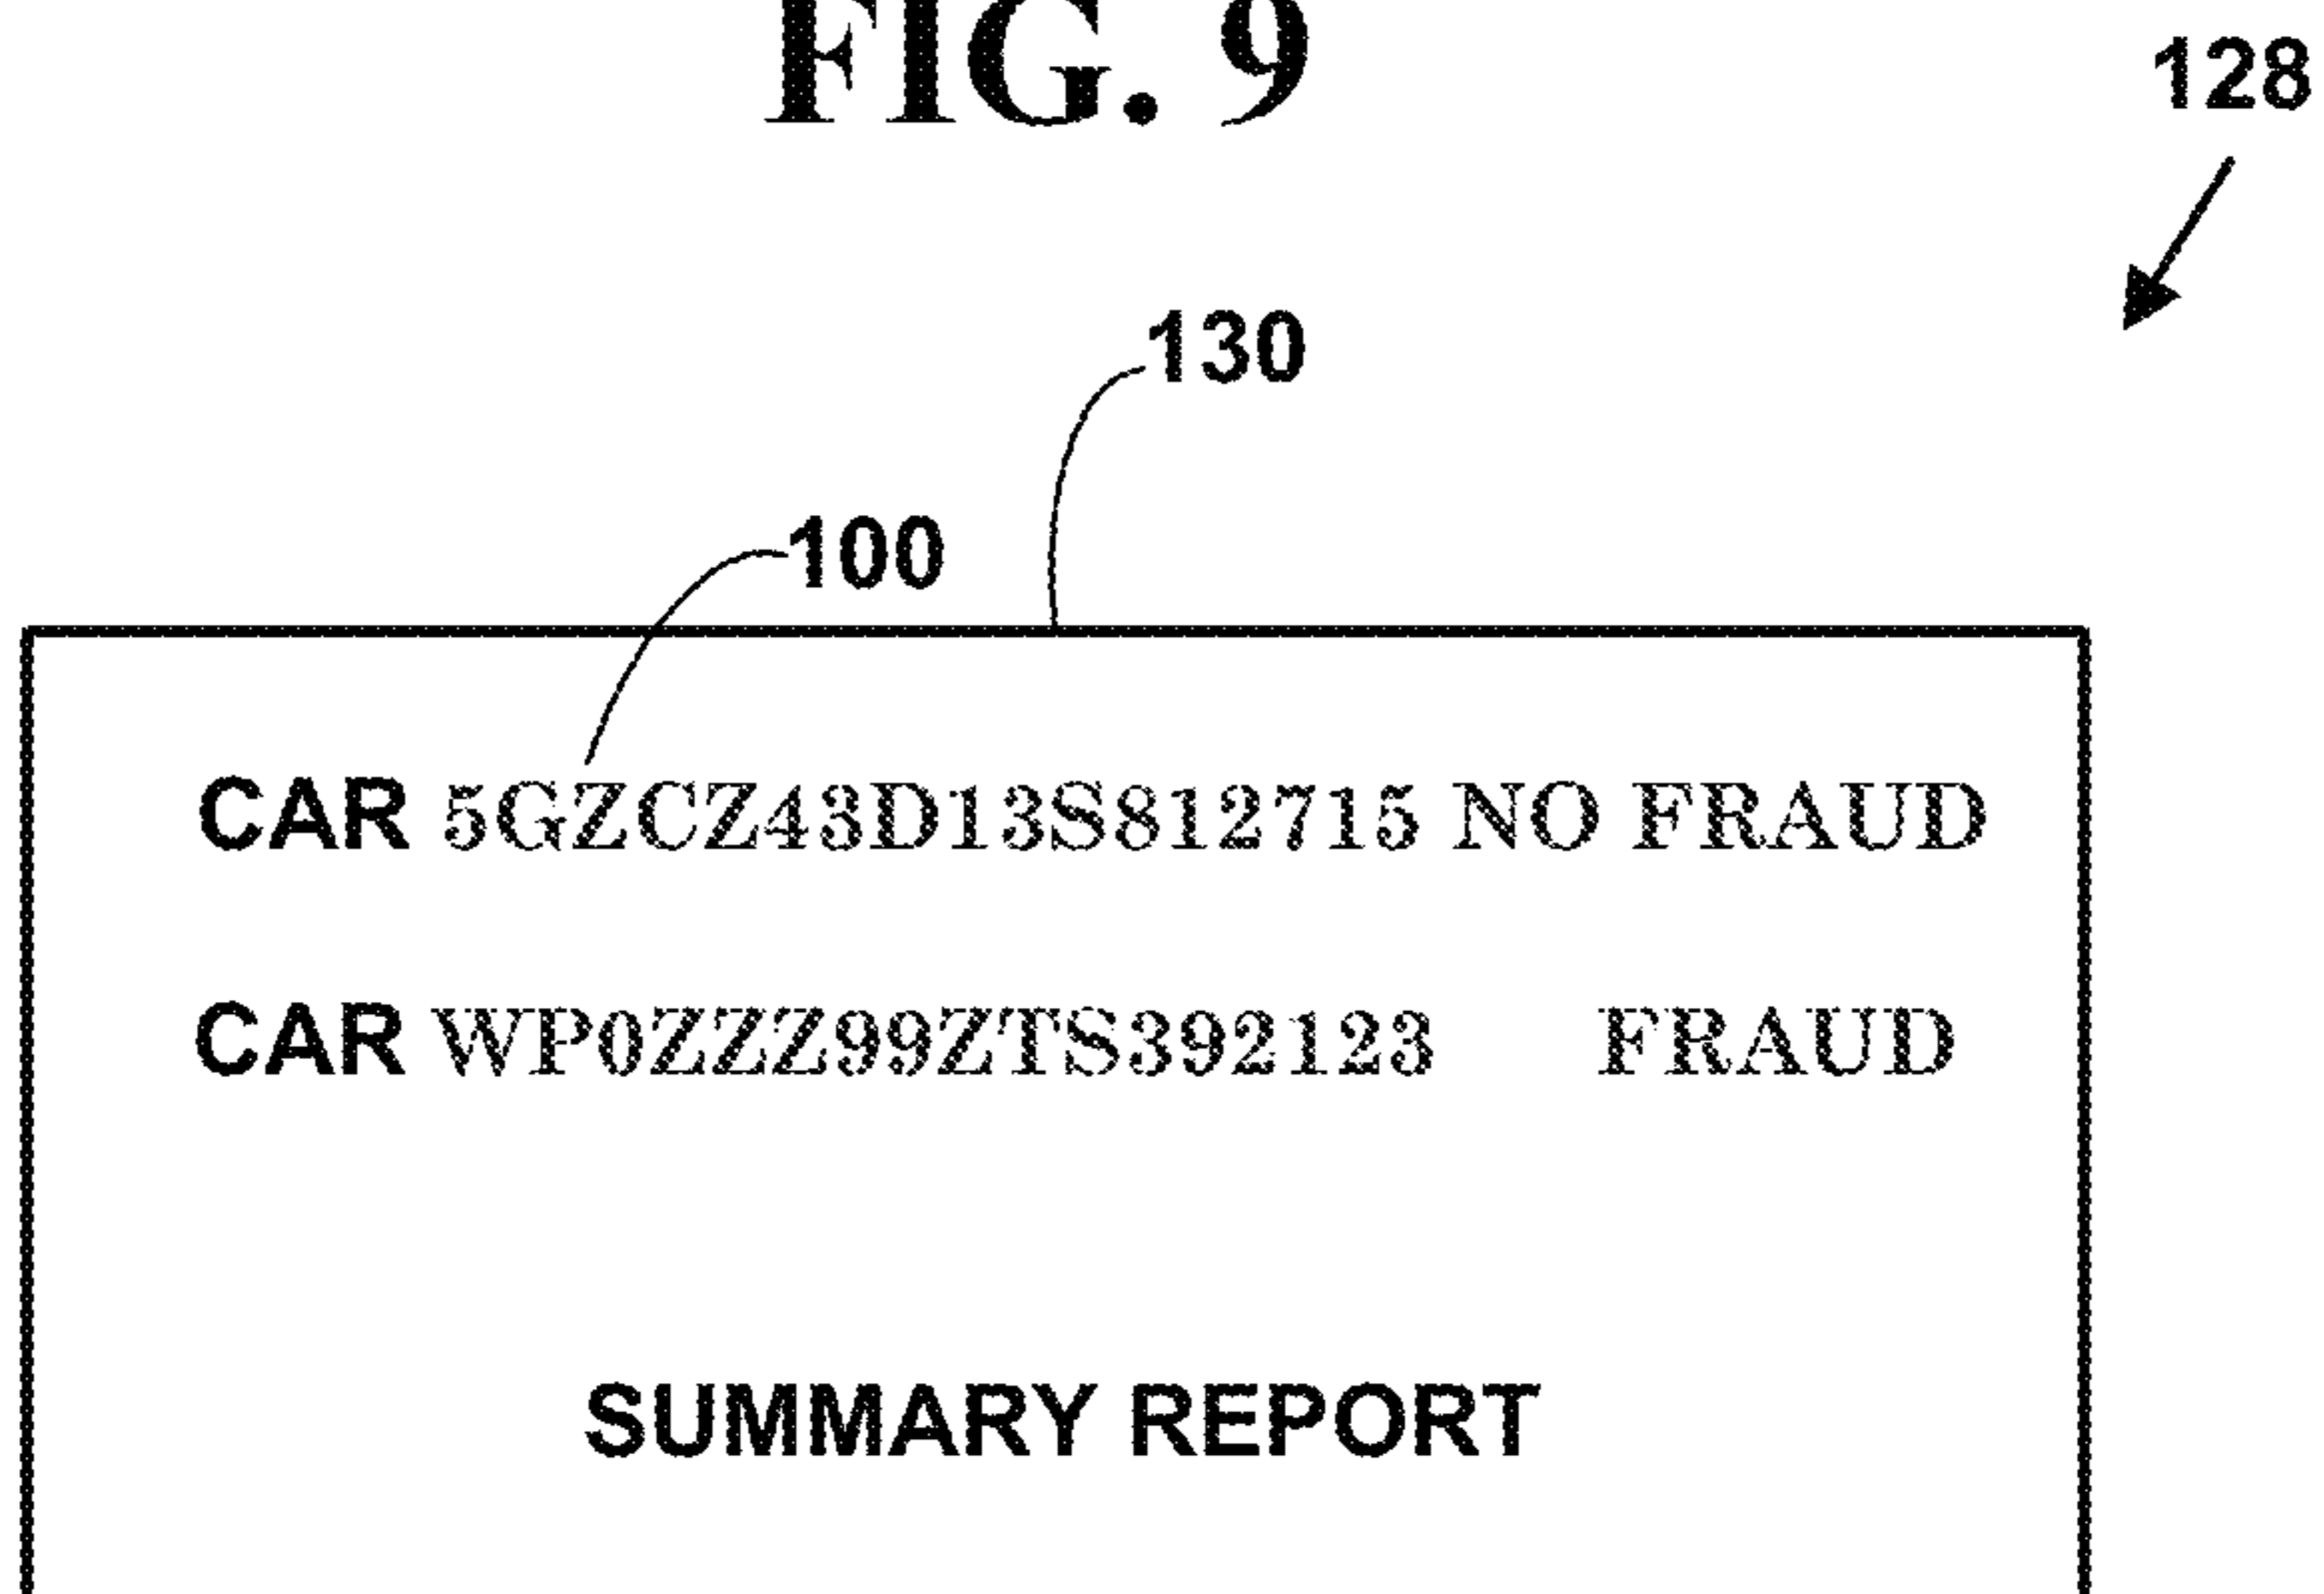 FIG. 9
128
130
100
CAR 5GZCZ43D13S812715 NO FRAUD
CAR WP0ZZZ99ZTS392123 FRAUD
SUMMARY REPORT